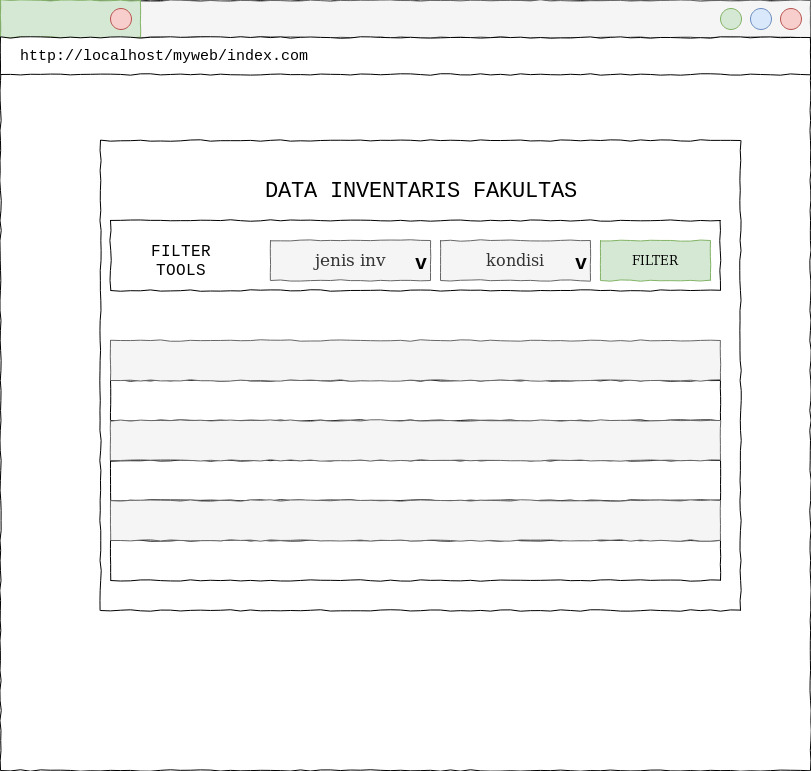 http://localhost/myweb/index.com
DATA INVENTARIS FAKULTAS
FILTER
TOOLS
jenis inv v
kondisi v
FILTER